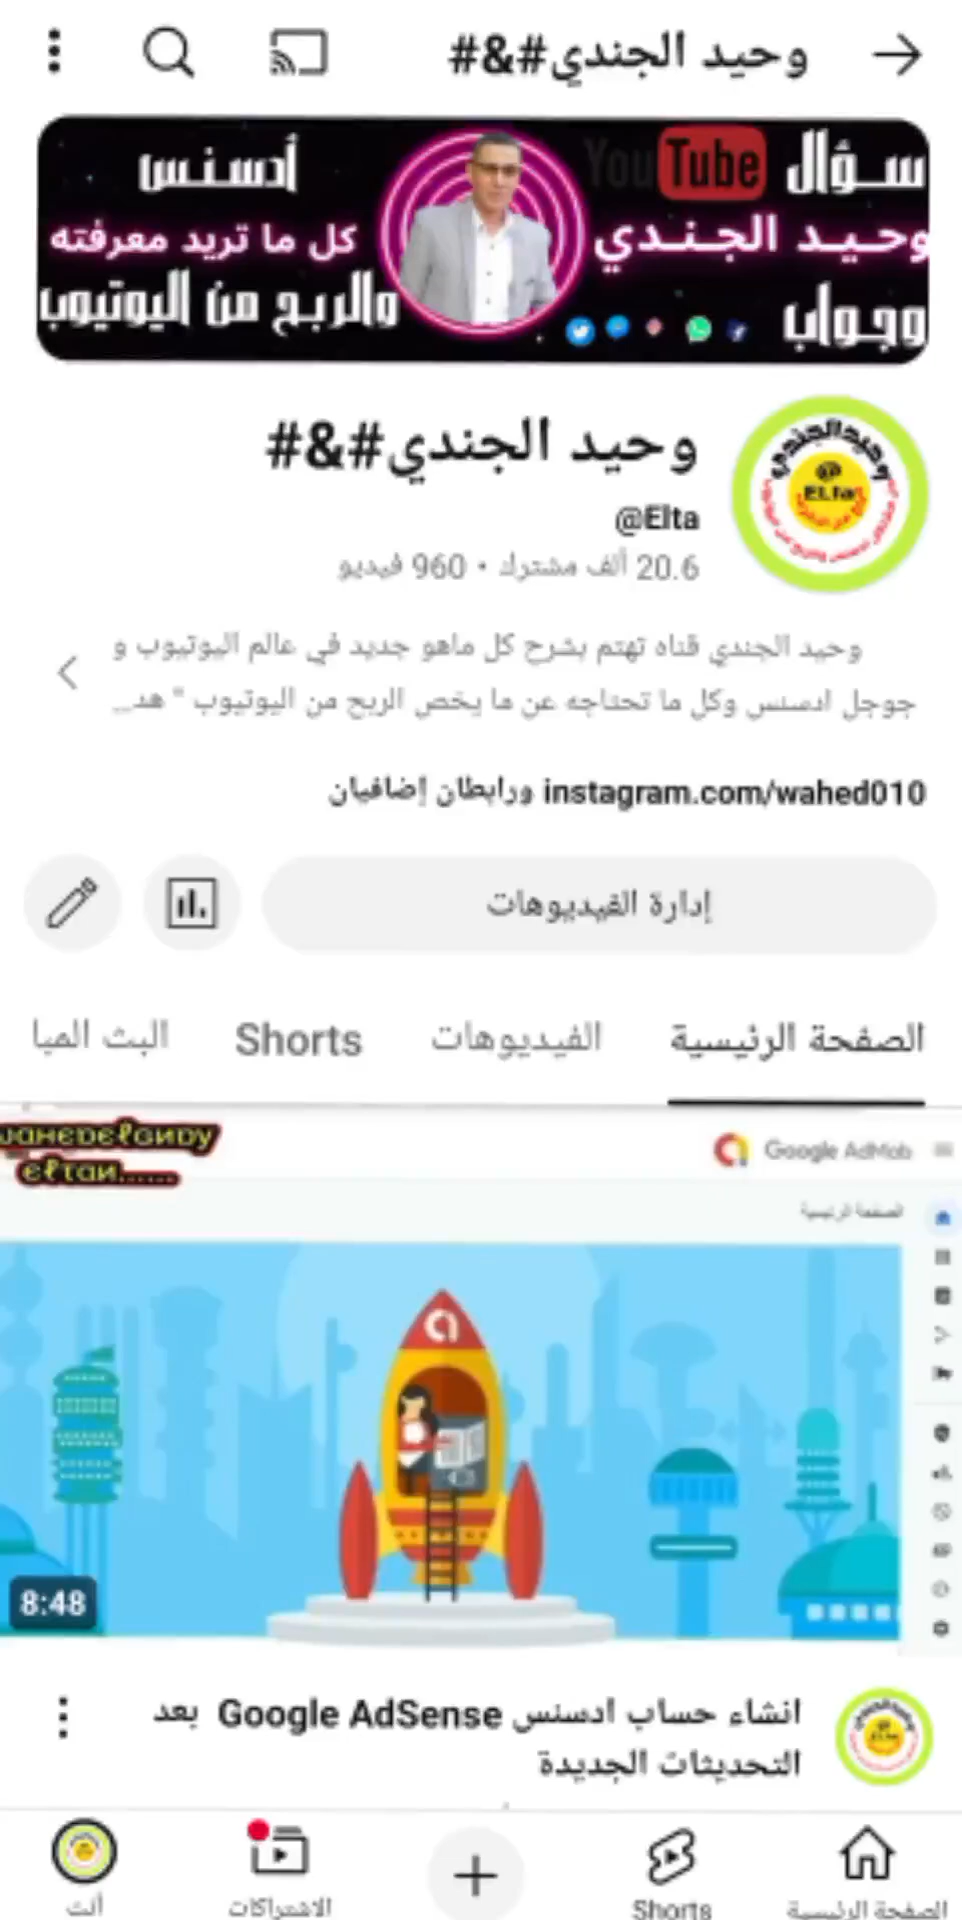 وحيد الجندي#&#
سؤال YouTube أدسنس
وحيد الجندي كل ما تريد معرفته
وجواب والربح من اليوتيوب
وحيد الجندي#&#
@Elta
20.6 ألف مشترك • 960 فيديو
وحيد الجندي قناه تهتم بشرح كل ماهو جديد في عالم اليوتيوب و
جوجل ادسنس وكل ما تحتاجه عن ما يخص الربح من اليوتيوب " هد...
instagram.com/wahed010 ورابطان إضافيان
إدارة الفيديوهات
الصفحة الرئيسية الفيديوهات Shorts البث المبا
Google AdMob
الصفحة الرئيسية
8:48
انشاء حساب ادسنس Google AdSense بعد
التحديثات الجديدة
الصفحة الرئيسية Shorts الاشتراكات أنت